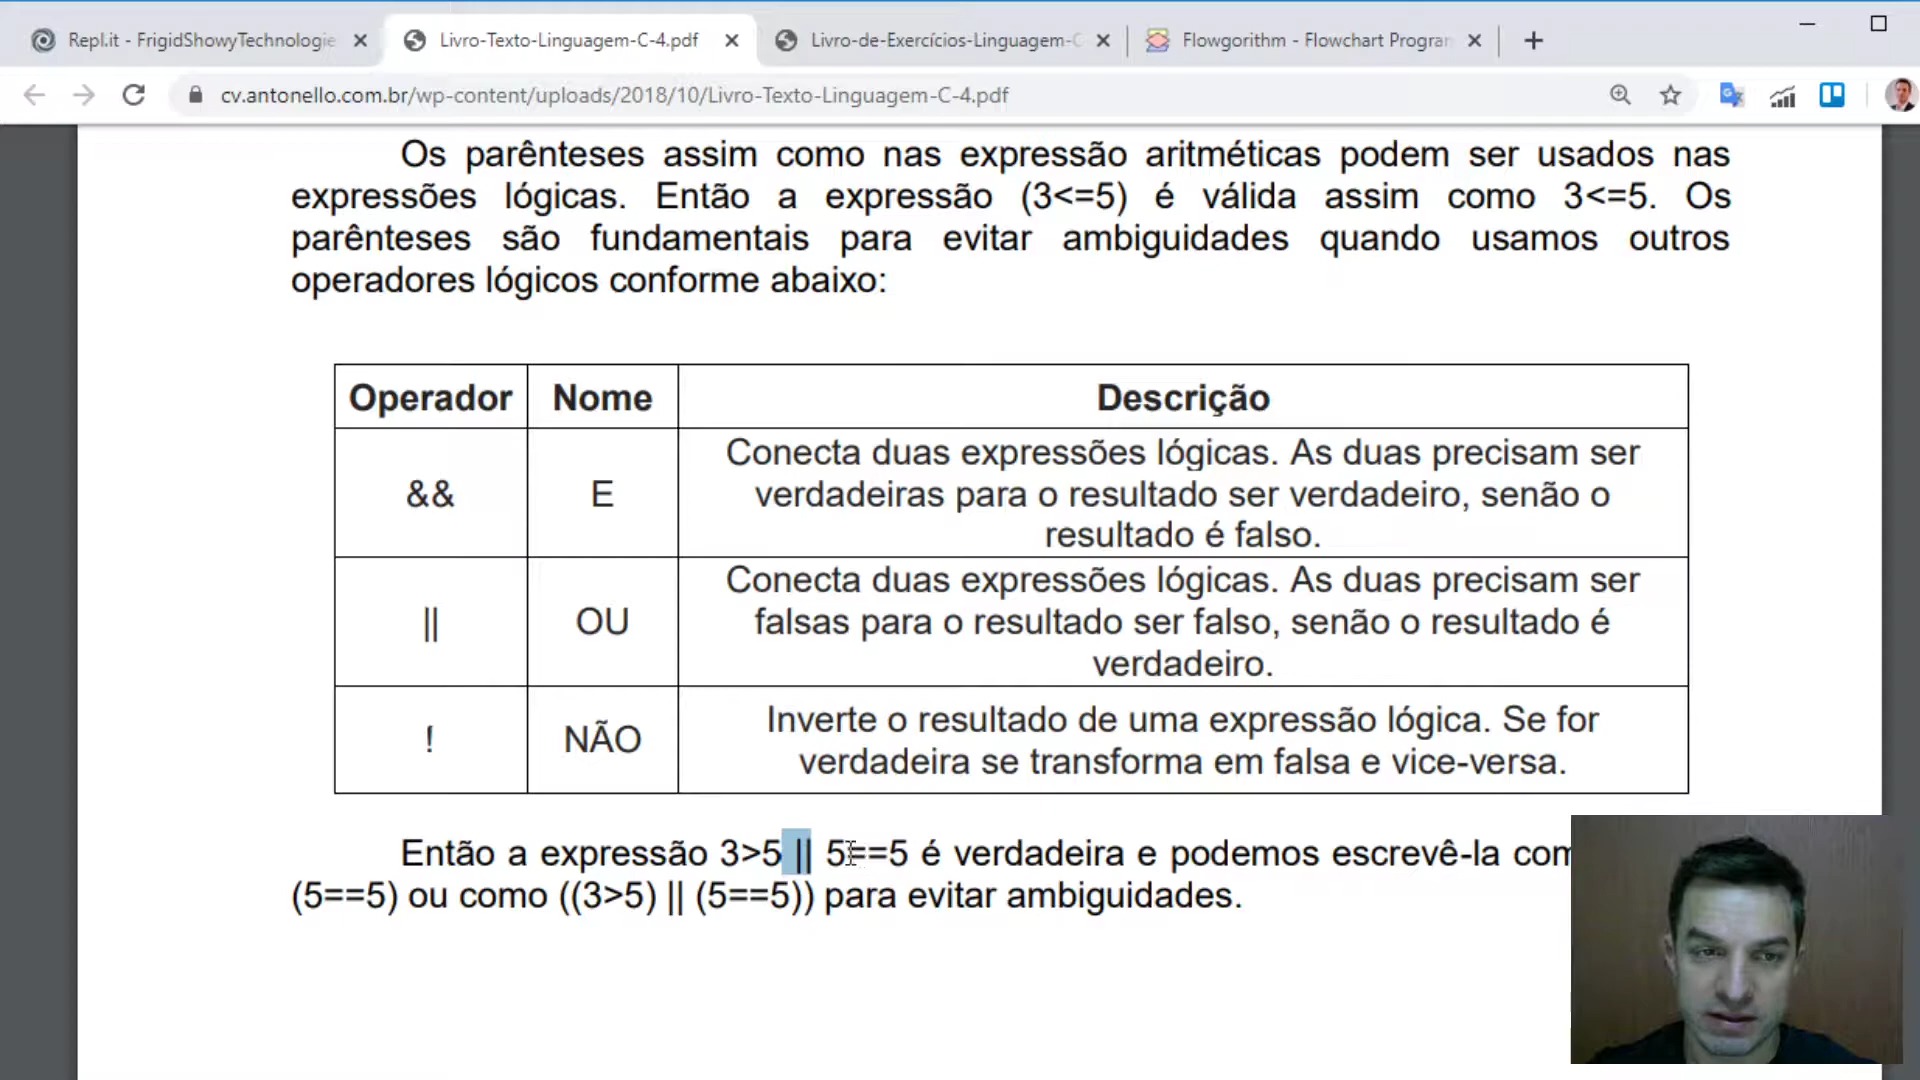 Repl.it - FrigidShowyTechnologie
Livro-Texto-Linguagem-C-4.pdf
Livro-de-Exercícios-Linguagem-C
Flowgorithm - Flowchart Program
cv.antonello.com.br/wp-content/uploads/2018/10/Livro-Texto-Linguagem-C-4.pdf
Os parênteses assim como nas expressão aritméticas podem ser usados nas
expressões lógicas. Então a expressão (3<=5) é válida assim como 3<=5. Os
parênteses são fundamentais para evitar ambiguidades quando usamos outros
operadores lógicos conforme abaixo:
Operador Nome Descrição
Conecta duas expressões lógicas. As duas precisam ser
&& E verdadeiras para o resultado ser verdadeiro, senão o
resultado é falso.
Conecta duas expressões lógicas. As duas precisam ser
|| OU falsas para o resultado ser falso, senão o resultado é
verdadeiro.
Inverte o resultado de uma expressão lógica. Se for
! NÃO
verdadeira se transforma em falsa e vice-versa.
Então a expressão 3>5 || 5==5 é verdadeira e podemos escrevê-la com
(5==5) ou como ((3>5) || (5==5)) para evitar ambiguidades.